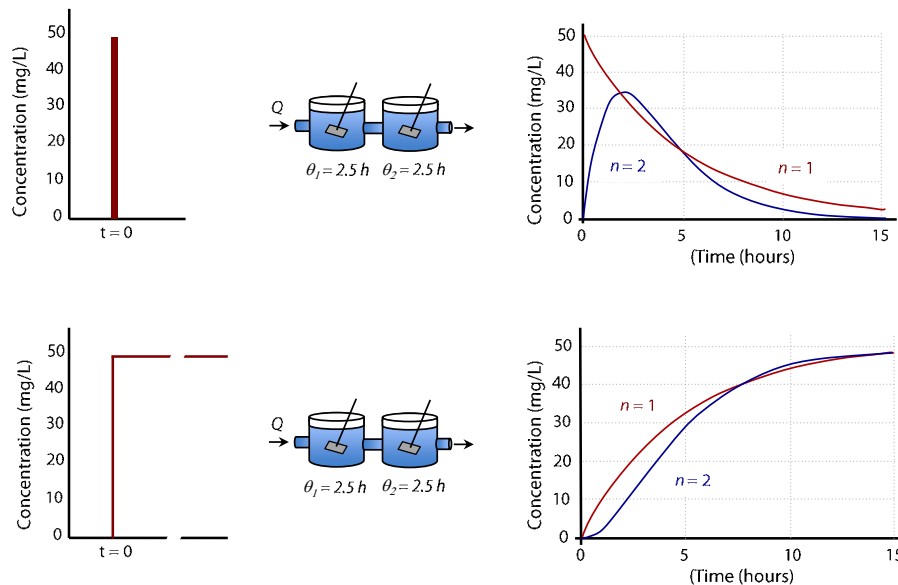 Concentration (mg/L)
50
40
30
20
10
0
t = 0
Q
θ1 = 2.5 h
θ2 = 2.5 h
Concentration (mg/L)
50
40
30
20
10
0
n = 2
n = 1
0
5
10
15
(Time (hours)
Concentration (mg/L)
50
40
30
20
10
0
t = 0
Q
θ1 = 2.5 h
θ2 = 2.5 h
Concentration (mg/L)
50
40
30
20
10
0
n = 1
n = 2
0
5
10
15
(Time (hours)